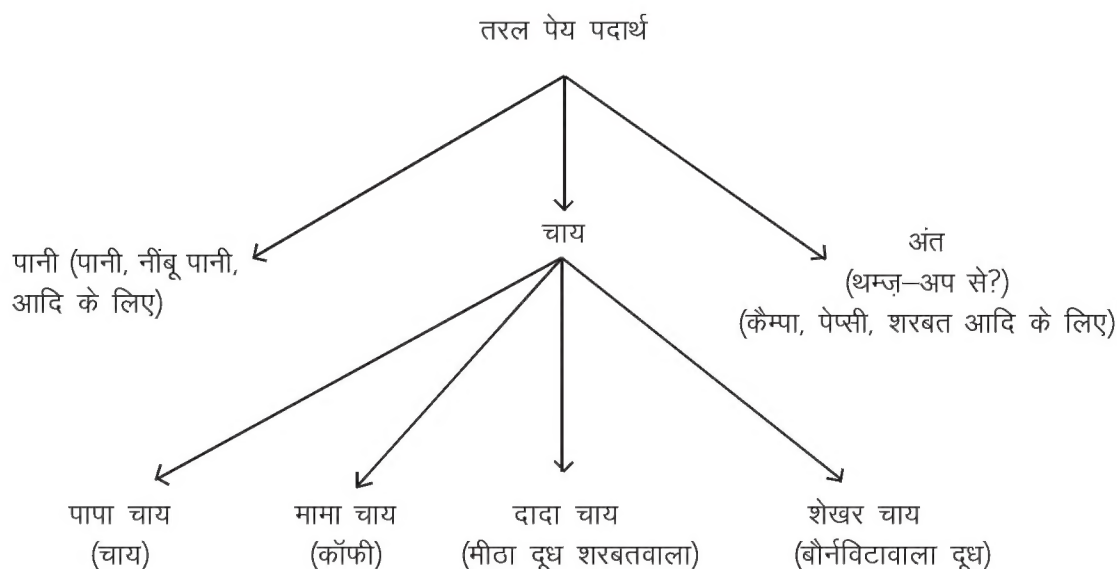 तरल पेय पदार्थ
चाय
पानी (पानी, नींबू पानी,
आदि के लिए)
अंत
(थम्ज़–अप से?)
(कैम्पा, पेप्सी, शरबत आदि के लिए)
पापा चाय
(चाय)
मामा चाय
(कॉफी)
दादा चाय
(मीठा दूध शरबतवाला)
शेखर चाय
(बौर्नविटावाला दूध)